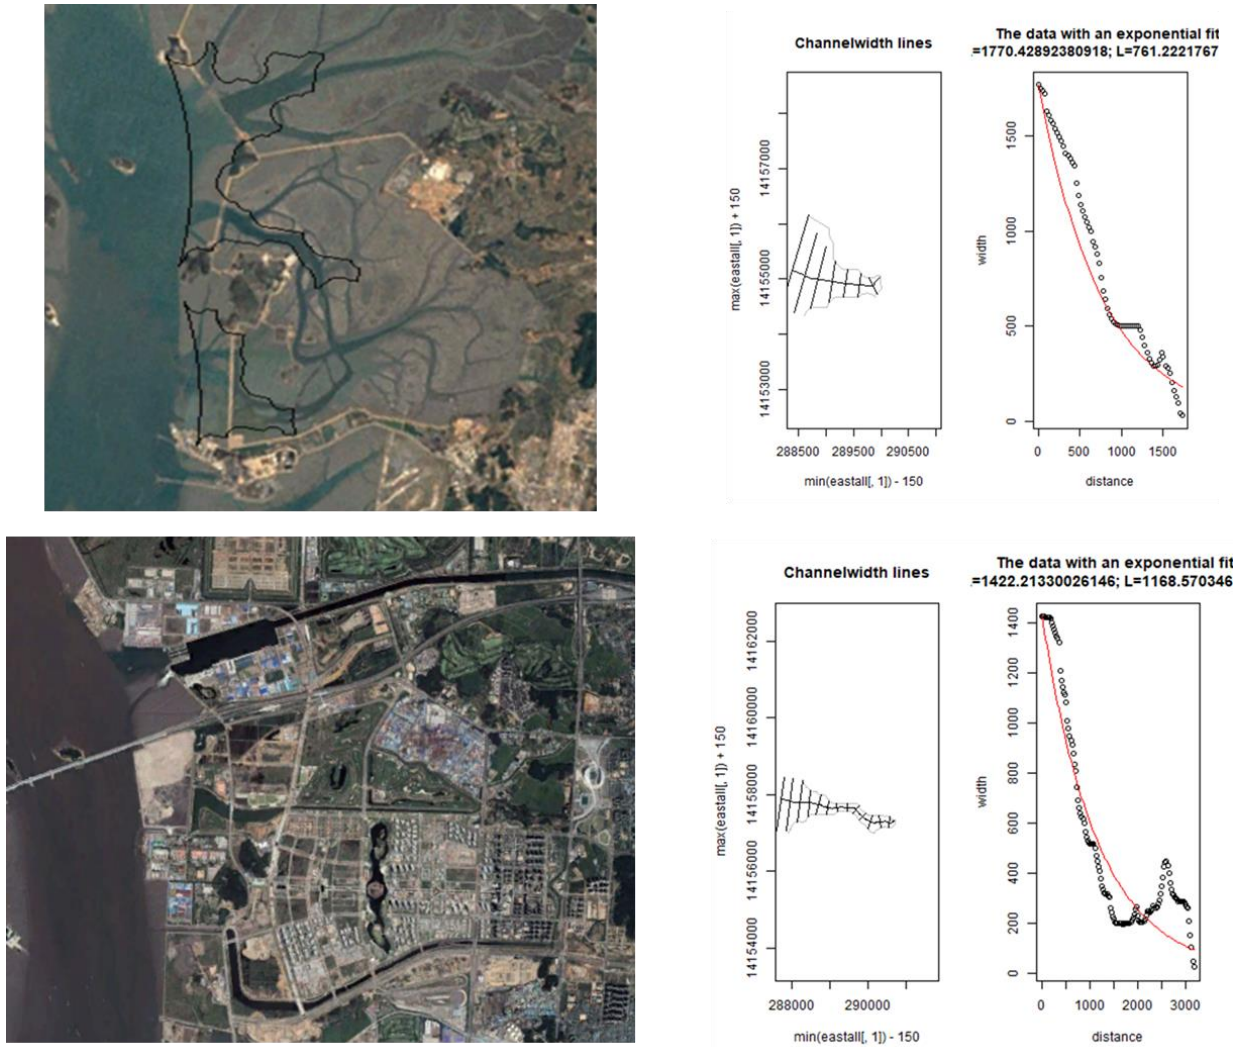 Channelwidth lines
The data with an exponential fit
=1770.42892380918; L=761.2221767
max(eastall[, 1]) + 150
14153000
14155000
14157000
288500
289500
290500
min(eastall[, 1]) - 150
width
0
500
1000
1500
0
500
1000
1500
distance
Channelwidth lines
The data with an exponential fit
=1422.21330026146; L=1168.570346
max(eastall[, 1]) + 150
14154000
14156000
14158000
14160000
14162000
288000
290000
min(eastall[, 1]) - 150
width
0
200
400
600
800
1000
1200
1400
0
1000
2000
3000
distance